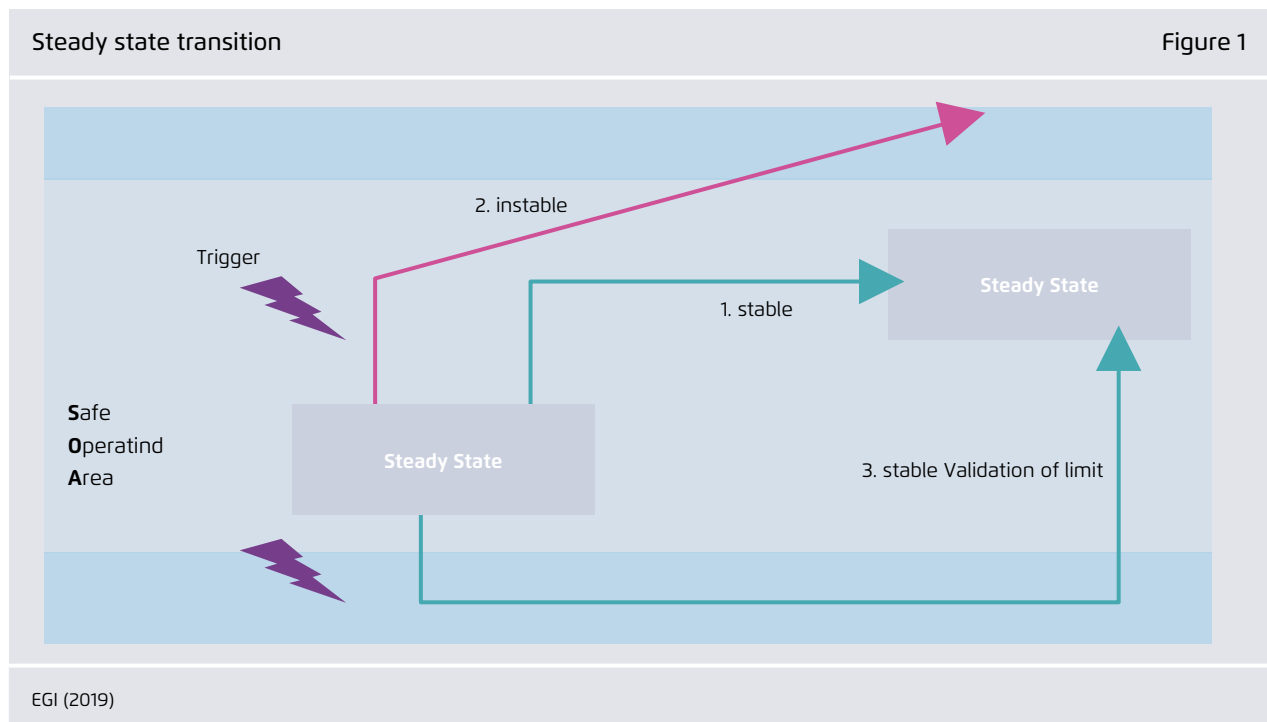 Steady state transition
Figure 1
2. instable
Trigger
Steady State
1. stable
Safe
Operatind
Area
Steady State
3. stable Validation of limit
EGI (2019)